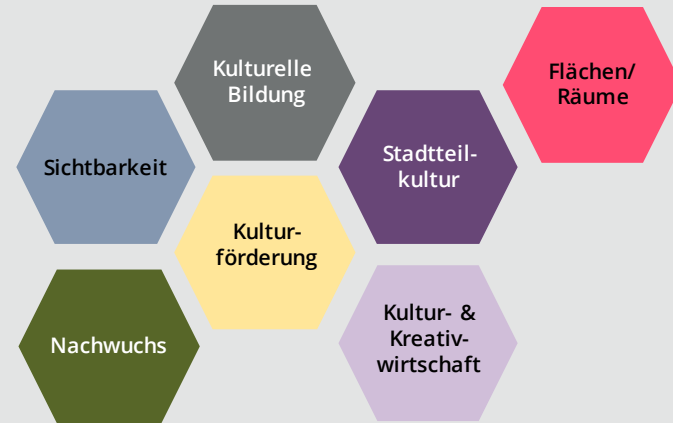 Kulturelle
Bildung
Flächen/
Räume
Sichtbarkeit
Stadtteil-
kultur
Kultur-
förderung
Nachwuchs
Kultur- &
Kreativ-
wirtschaft